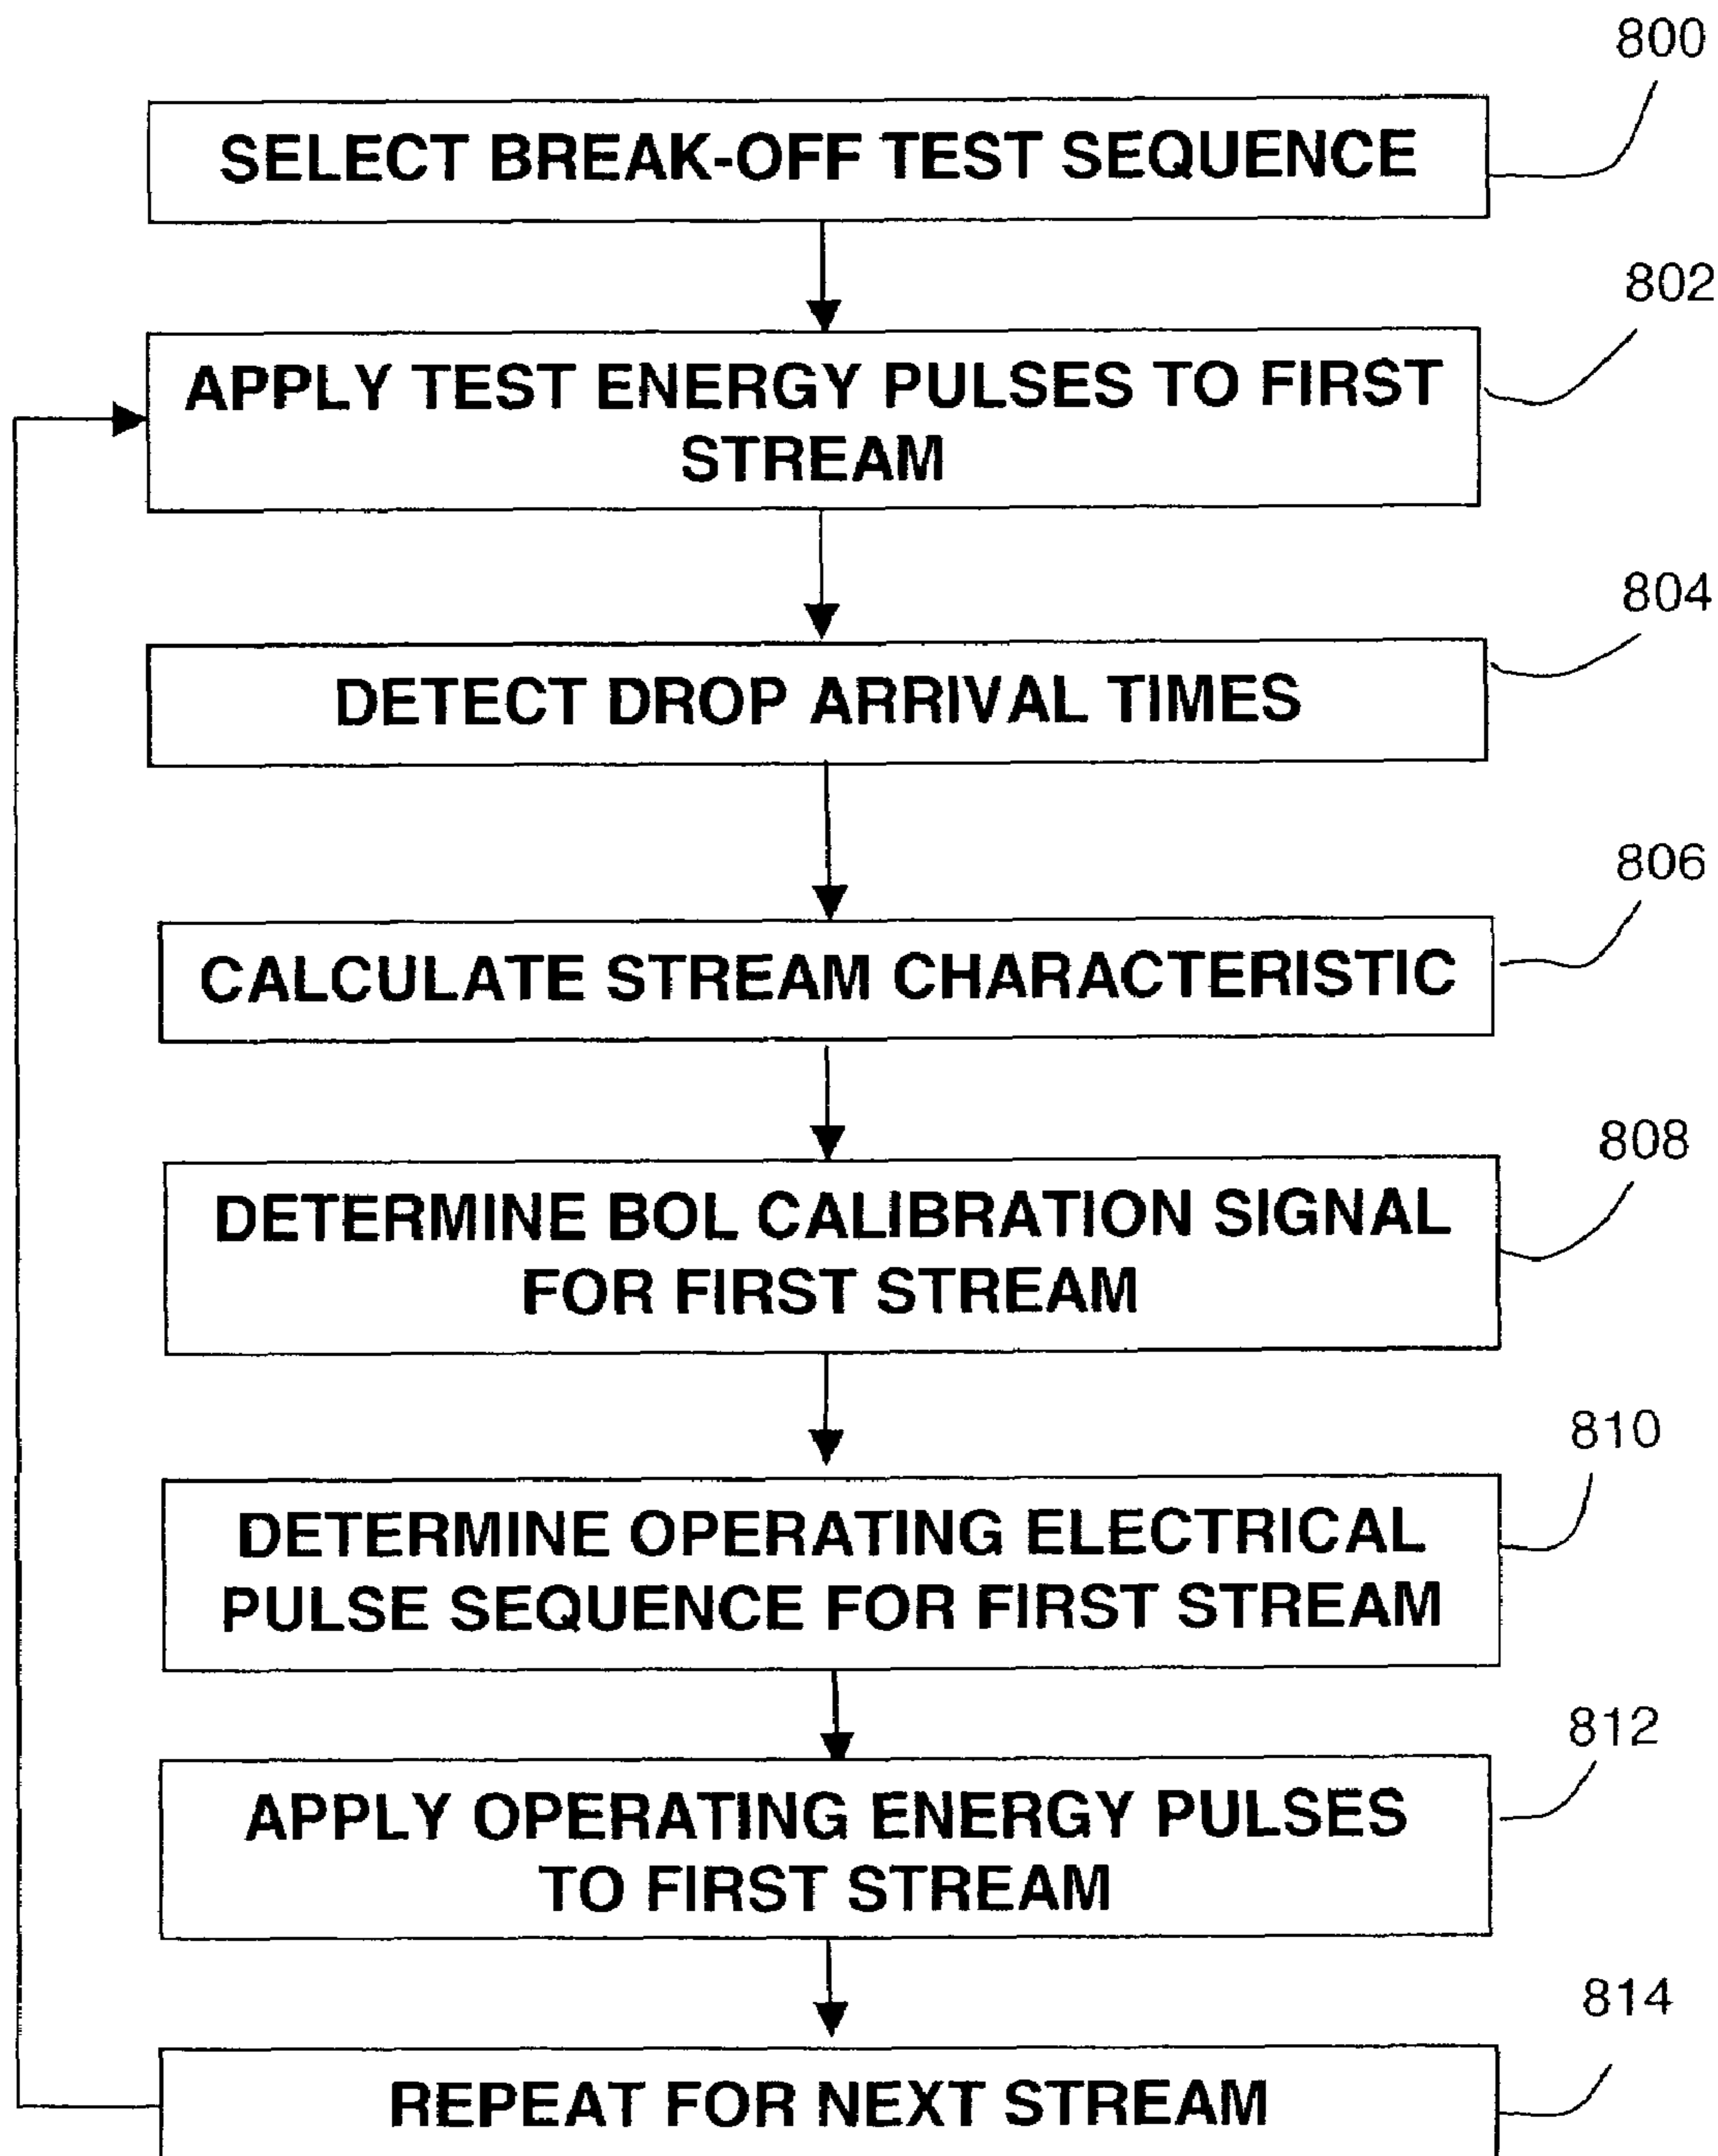 800
SELECT BREAK-OFF TEST SEQUENCE
802
APPLY TEST ENERGY PULSES TO FIRST
STREAM
804
DETECT DROP ARRIVAL TIMES
806
CALCULATE STREAM CHARACTERISTIC
808
DETERMINE BOL CALIBRATION SIGNAL
FOR FIRST STREAM
810
DETERMINE OPERATING ELECTRICAL
PULSE SEQUENCE FOR FIRST STREAM
812
APPLY OPERATING ENERGY PULSES
TO FIRST STREAM
814
REPEAT FOR NEXT STREAM